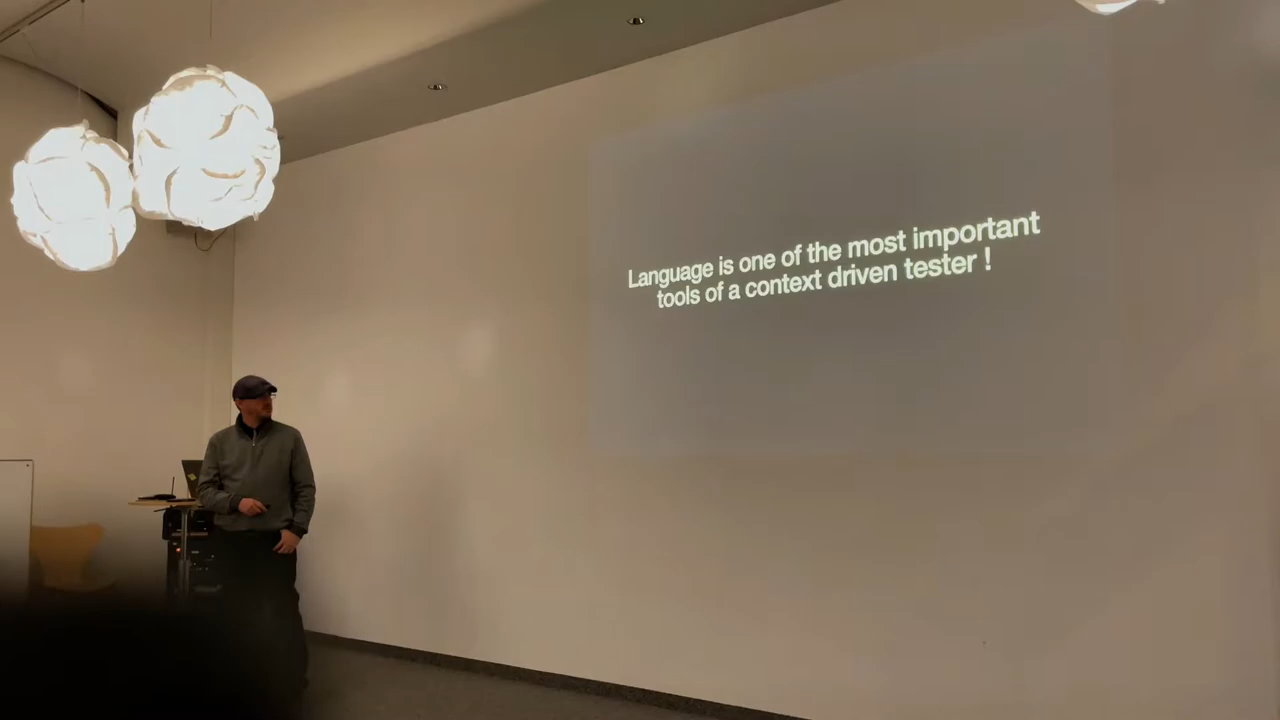 Language is one of the most important
tools of a context driven tester !